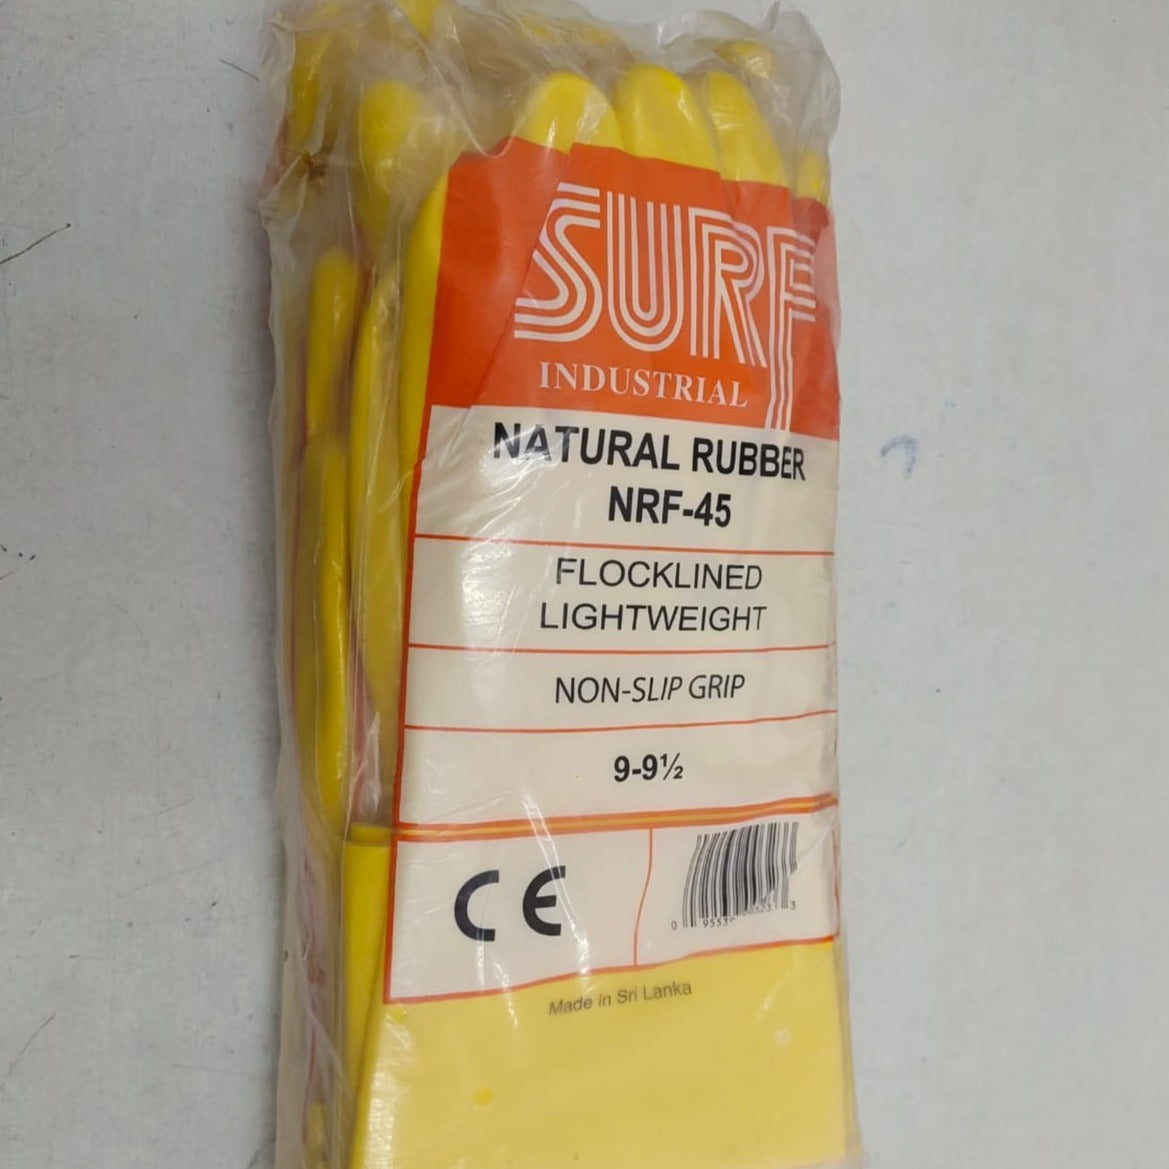 SURF
INDUSTRIAL
NATURAL RUBBER
NRF-45
FLOCKLINED
LIGHTWEIGHT
NON-SLIP GRIP
9-9½
CE
Made in Sri Lanka